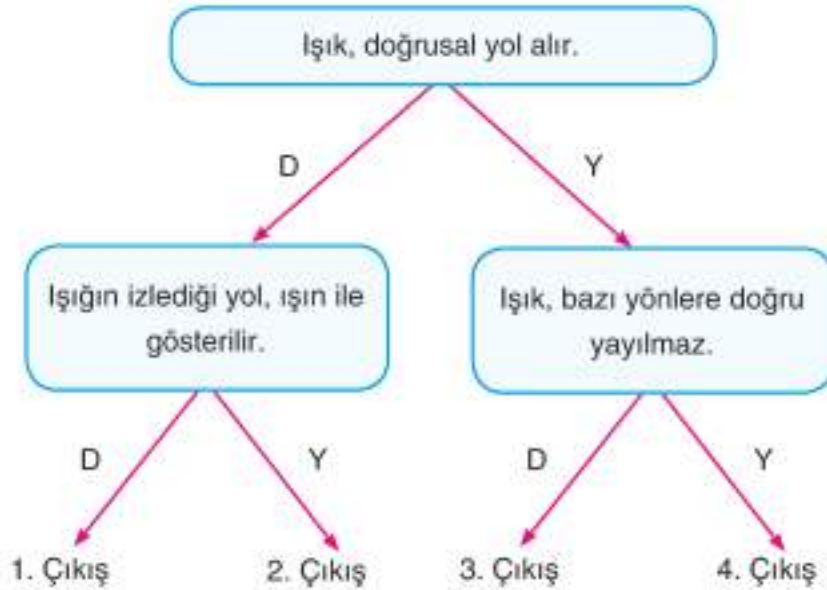 Işık, doğrusal yol alır.
D
Y
Işığın izlediği yol, ışın ile
gösterilir.
Işık, bazı yönlere doğru
yayılmaz.
D
Y
D
Y
1. Çıkış
2. Çıkış
3. Çıkış
4. Çıkış